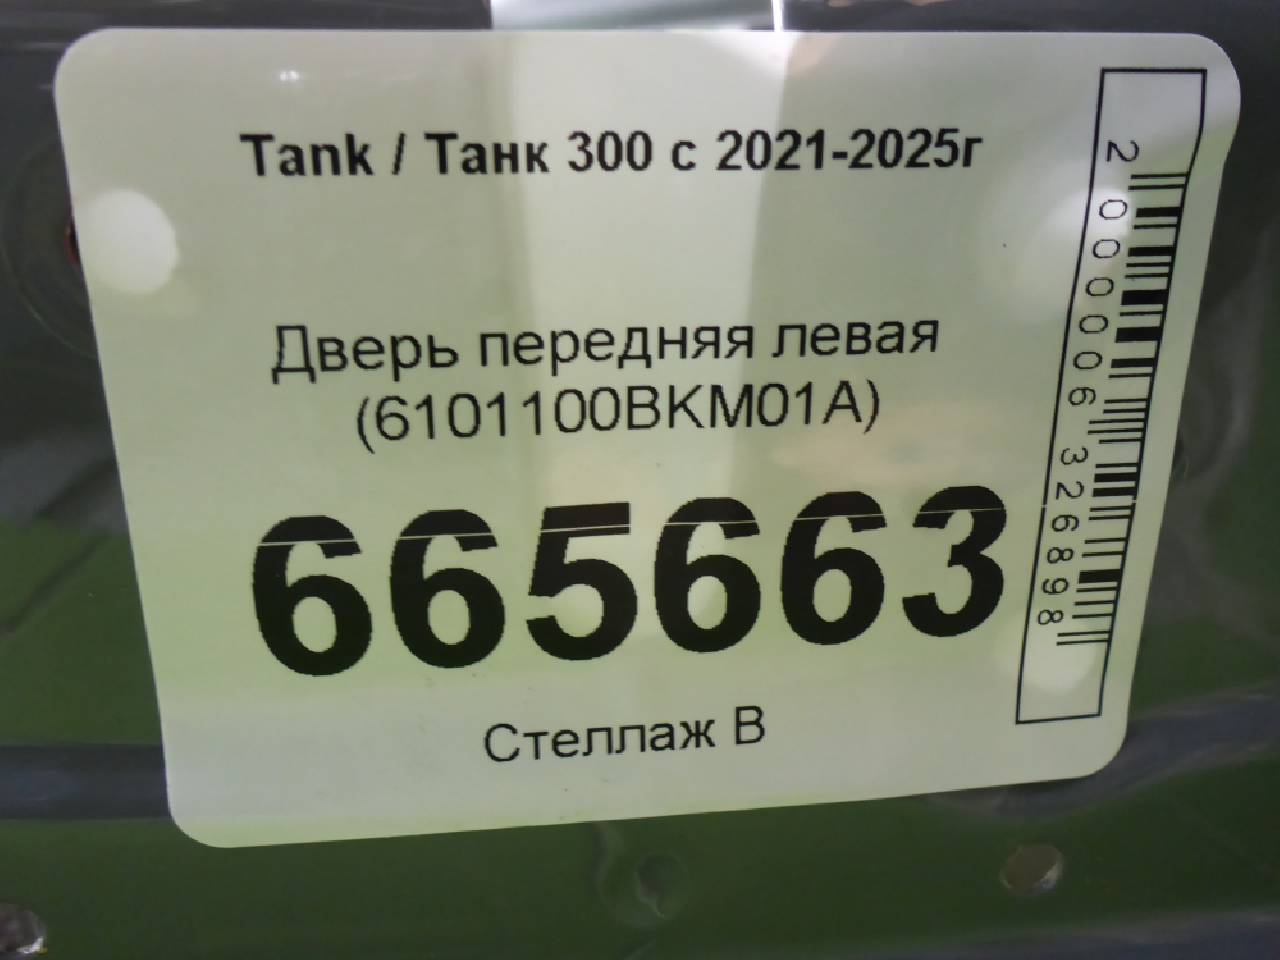 Tank / Танк 300 с 2021-2025г
Дверь передняя левая
(6101100BKM01A)
665663
Стеллаж В
2000006326898